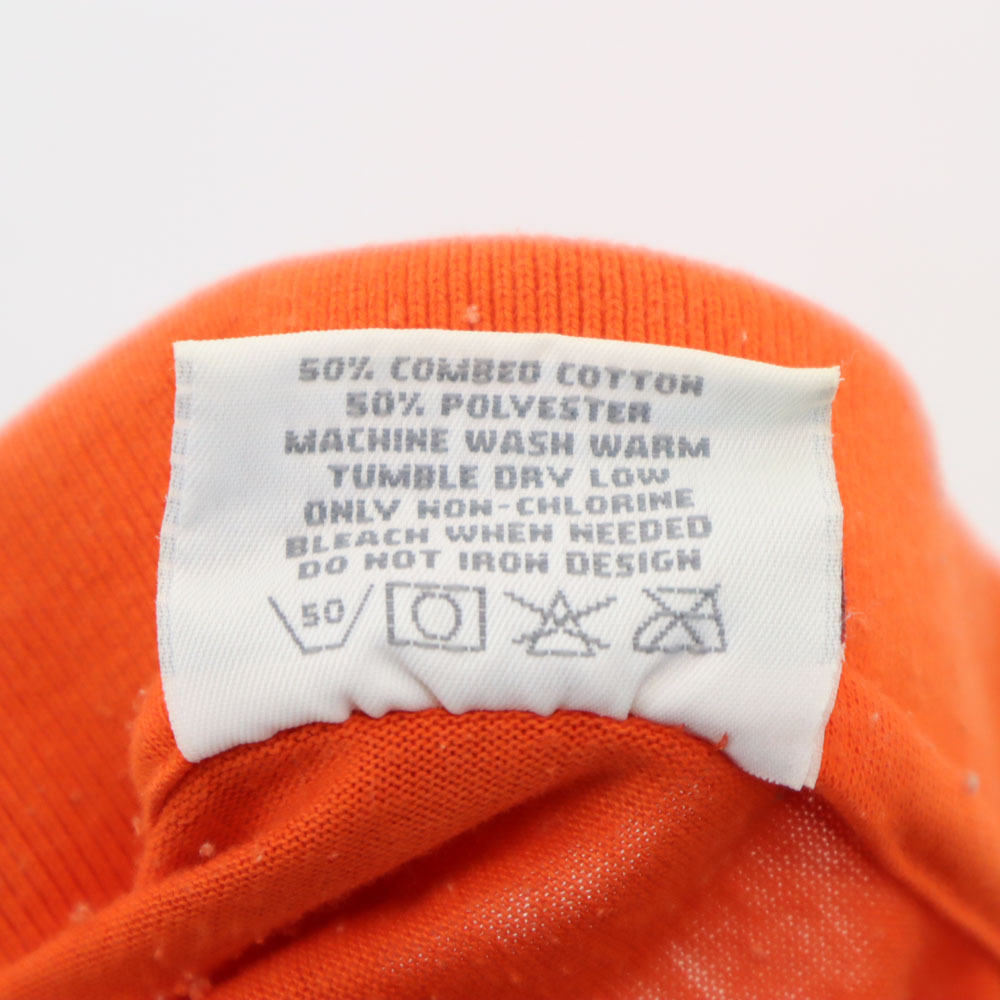 50% COMBED COTTON
50% POLYESTER
MACHINE WASH WARM
TUMBLE DRY LOW
ONLY NON-CHLORINE
BLEACH WHEN NEEDED
DO NOT IRON DESIGN
50